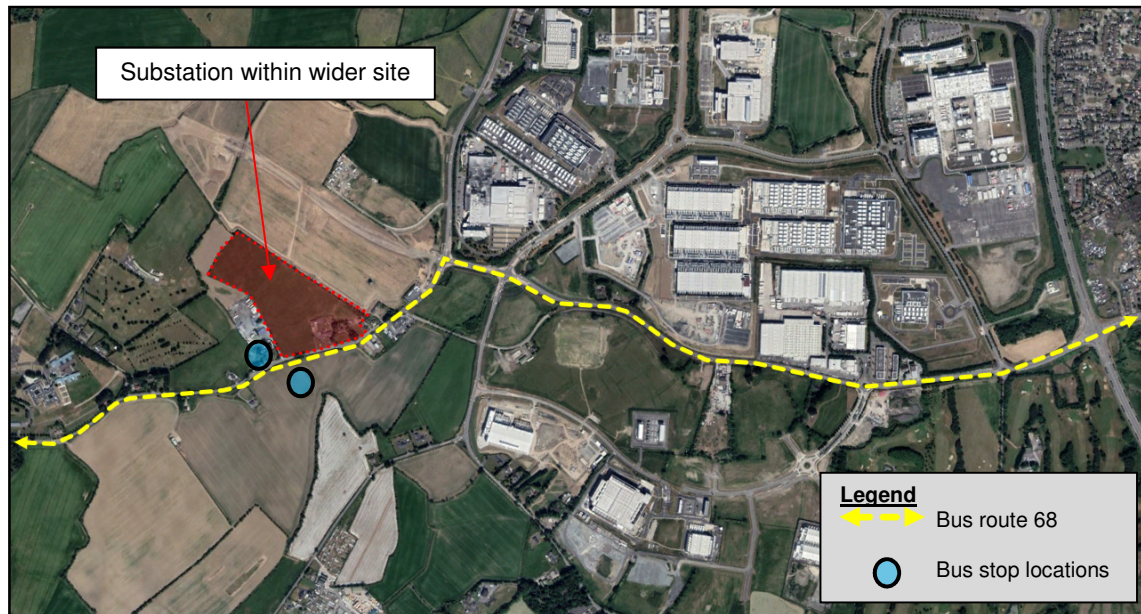 Substation within wider site
Legend
Bus route 68
Bus stop locations